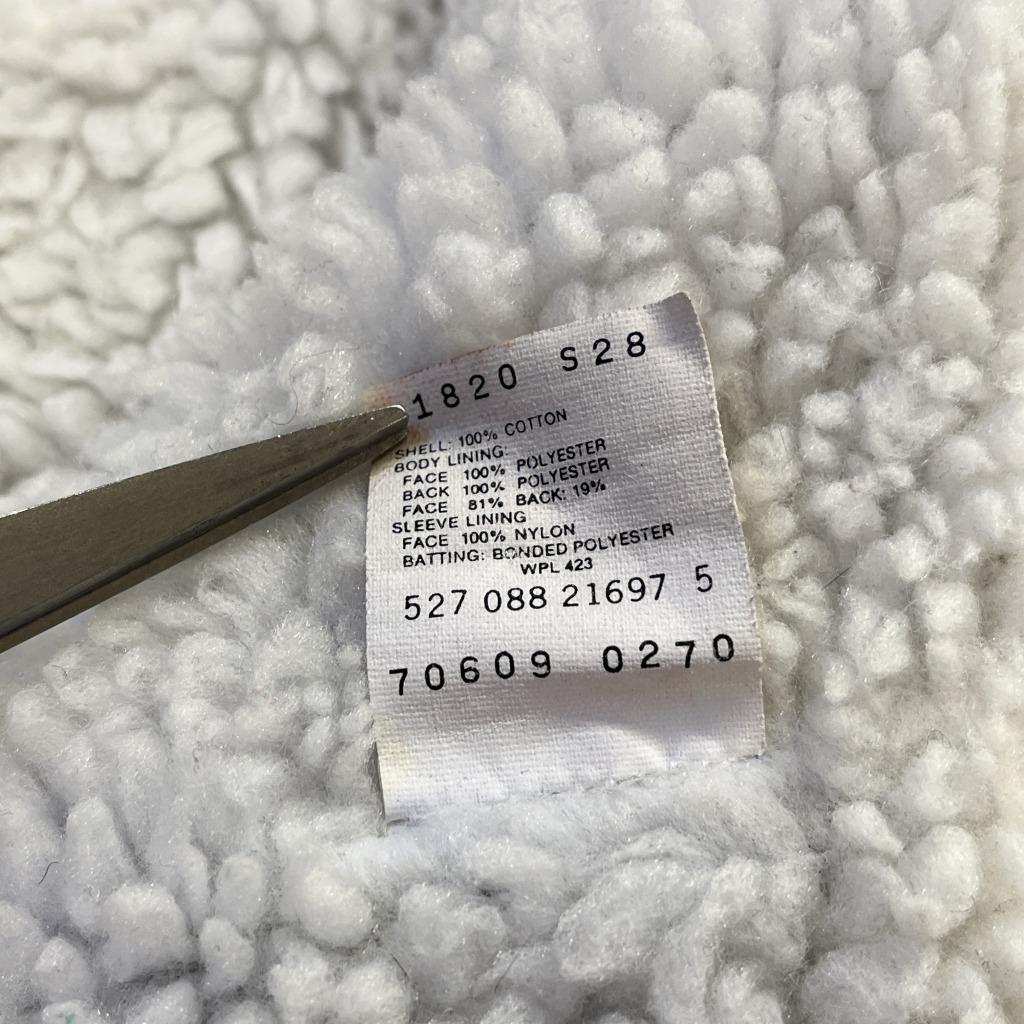 1820 S28
SHELL: 100% COTTON
BODY LINING:
FACE 100% POLYESTER
BACK 100% POLYESTER
FACE 81% BACK: 19%
SLEEVE LINING
FACE 100% NYLON
BATTING: BONDED POLYESTER
WPL 423
527 088 21697 5
70609 0270